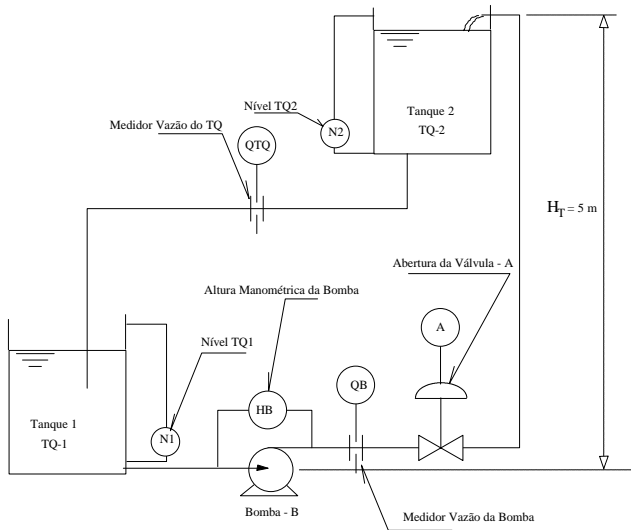 Nível TQ2
N2
Tanque 2
TQ-2
Medidor Vazão do TQ
QTQ
HT = 5 m
Abertura da Válvula - A
Altura Manométrica da Bomba
A
Nível TQ1
Tanque 1
TQ-1
N1
HB
QB
Bomba - B
Medidor Vazão da Bomba